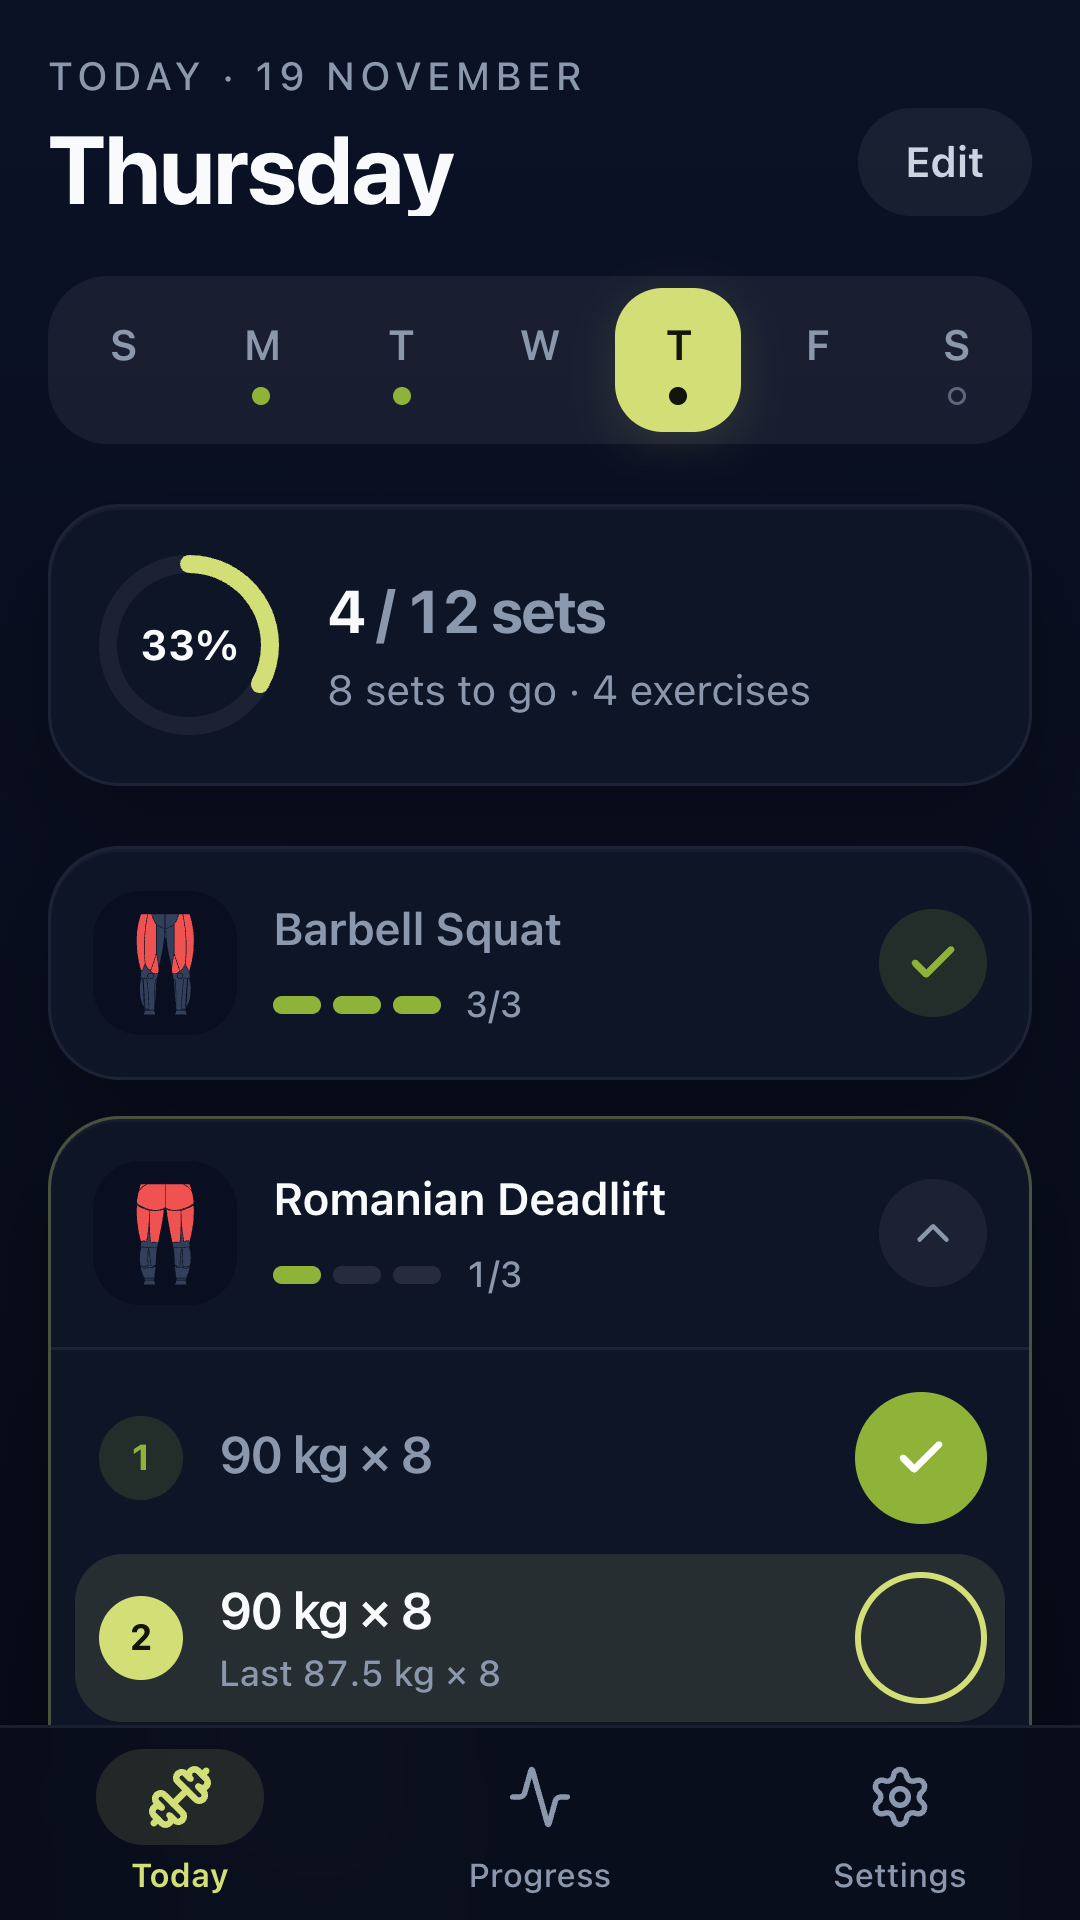 TODAY · 19 NOVEMBER
Thursday
Edit
S M T W T F S
33%
4 / 12 sets
8 sets to go · 4 exercises
Barbell Squat
3/3
Romanian Deadlift
1/3
1 90 kg × 8
2 90 kg × 8
Last 87.5 kg × 8
Today Progress Settings